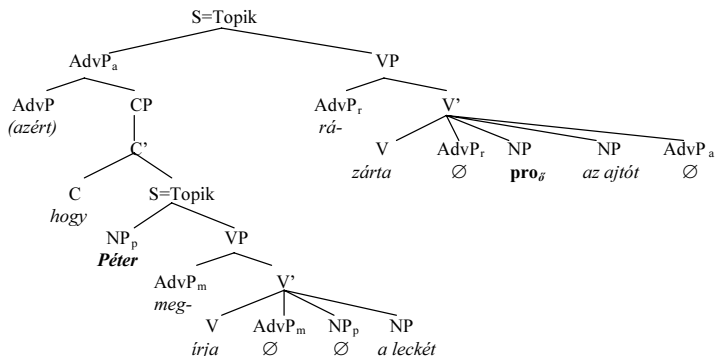 S=Topik
AdvPₐ VP
AdvP CP AdvPᵣ V'
(azért) rá-
C' V AdvPᵣ NP NP AdvPₐ
zárta ∅ proő az ajtót ∅
C S=Topik
hogy
NPₚ VP
Péter
AdvPₘ V'
meg-
V AdvPₘ NPₚ NP
írja ∅ ∅ a leckét